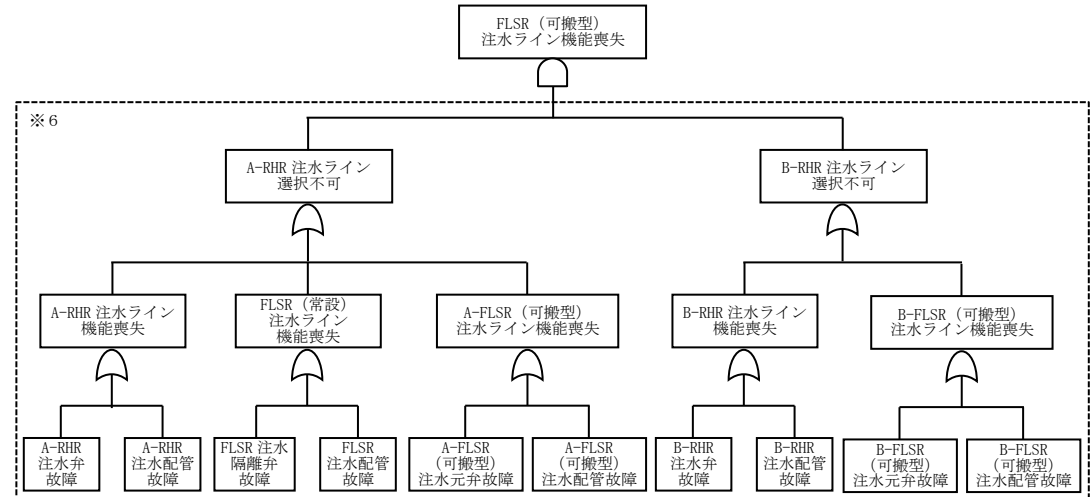 FLSR（可搬型）
注水ライン機能喪失
※６
A-RHR 注水ライン
選択不可
B-RHR 注水ライン
選択不可
A-RHR 注水ライン
機能喪失
FLSR（常設）
注水ライン
機能喪失
A-FLSR（可搬型）
注水ライン機能喪失
B-RHR 注水ライン
機能喪失
B-FLSR（可搬型）
注水ライン機能喪失
A-RHR
注水弁
故障
A-RHR
注水配管
故障
FLSR 注水
隔離弁
故障
FLSR
注水配管
故障
A-FLSR
（可搬型）
注水元弁故障
A-FLSR
（可搬型）
注水配管故障
B-RHR
注水弁
故障
B-RHR
注水配管
故障
B-FLSR
（可搬型）
注水元弁故障
B-FLSR
（可搬型）
注水配管故障